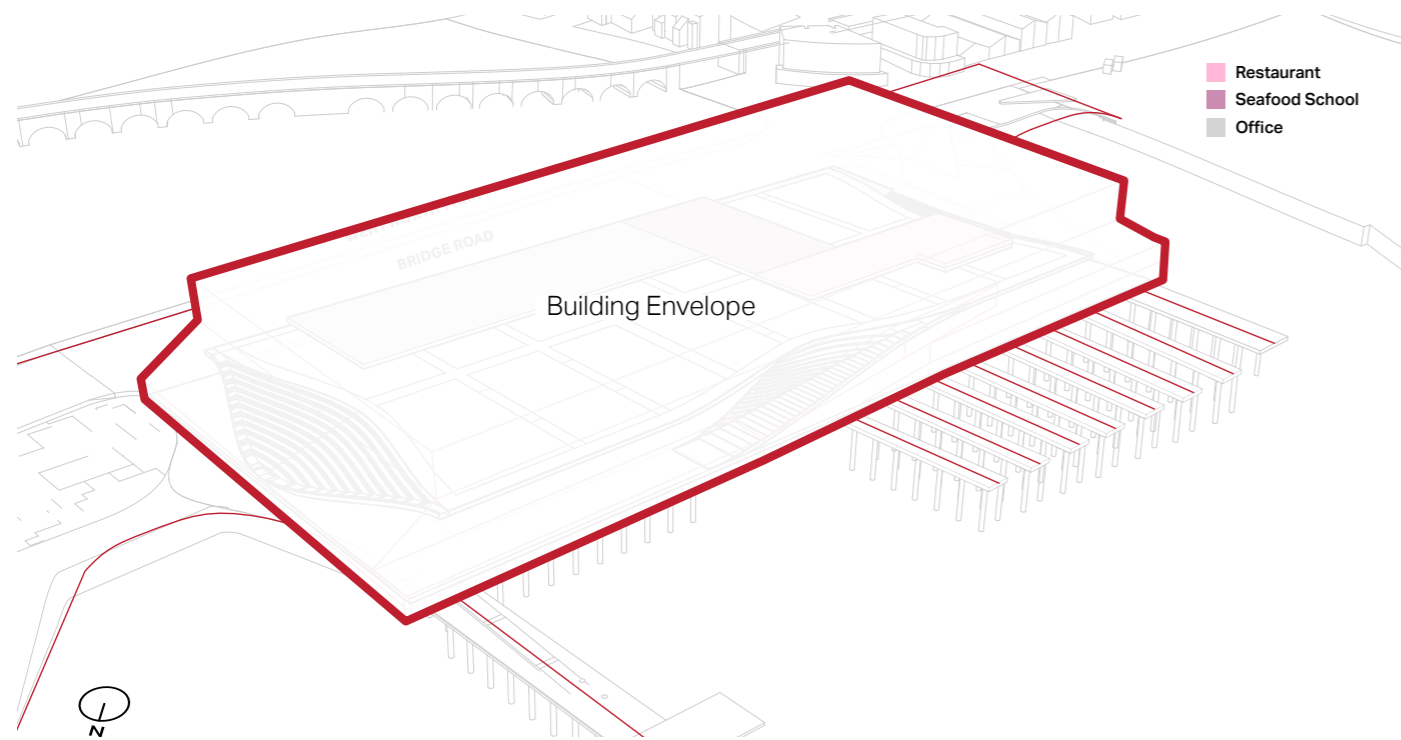 Restaurant
Seafood School
Office
BRIDGE ROAD
Building Envelope
N